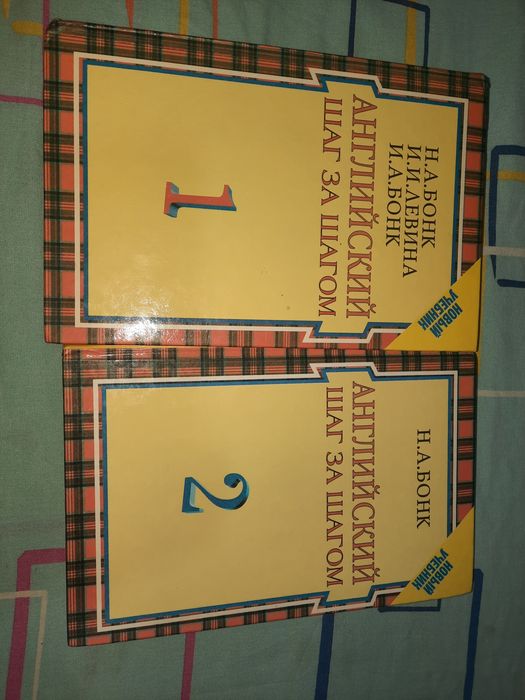 Н.А.БОНК
И.И.ЛЕВИНА
И.А.БОНК
НОВЫЙ
УЧЕБНИК
АНГЛИЙСКИЙ
ШАГ ЗА ШАГОМ
1
Н.А.БОНК
НОВЫЙ
УЧЕБНИК
АНГЛИЙСКИЙ
ШАГ ЗА ШАГОМ
2